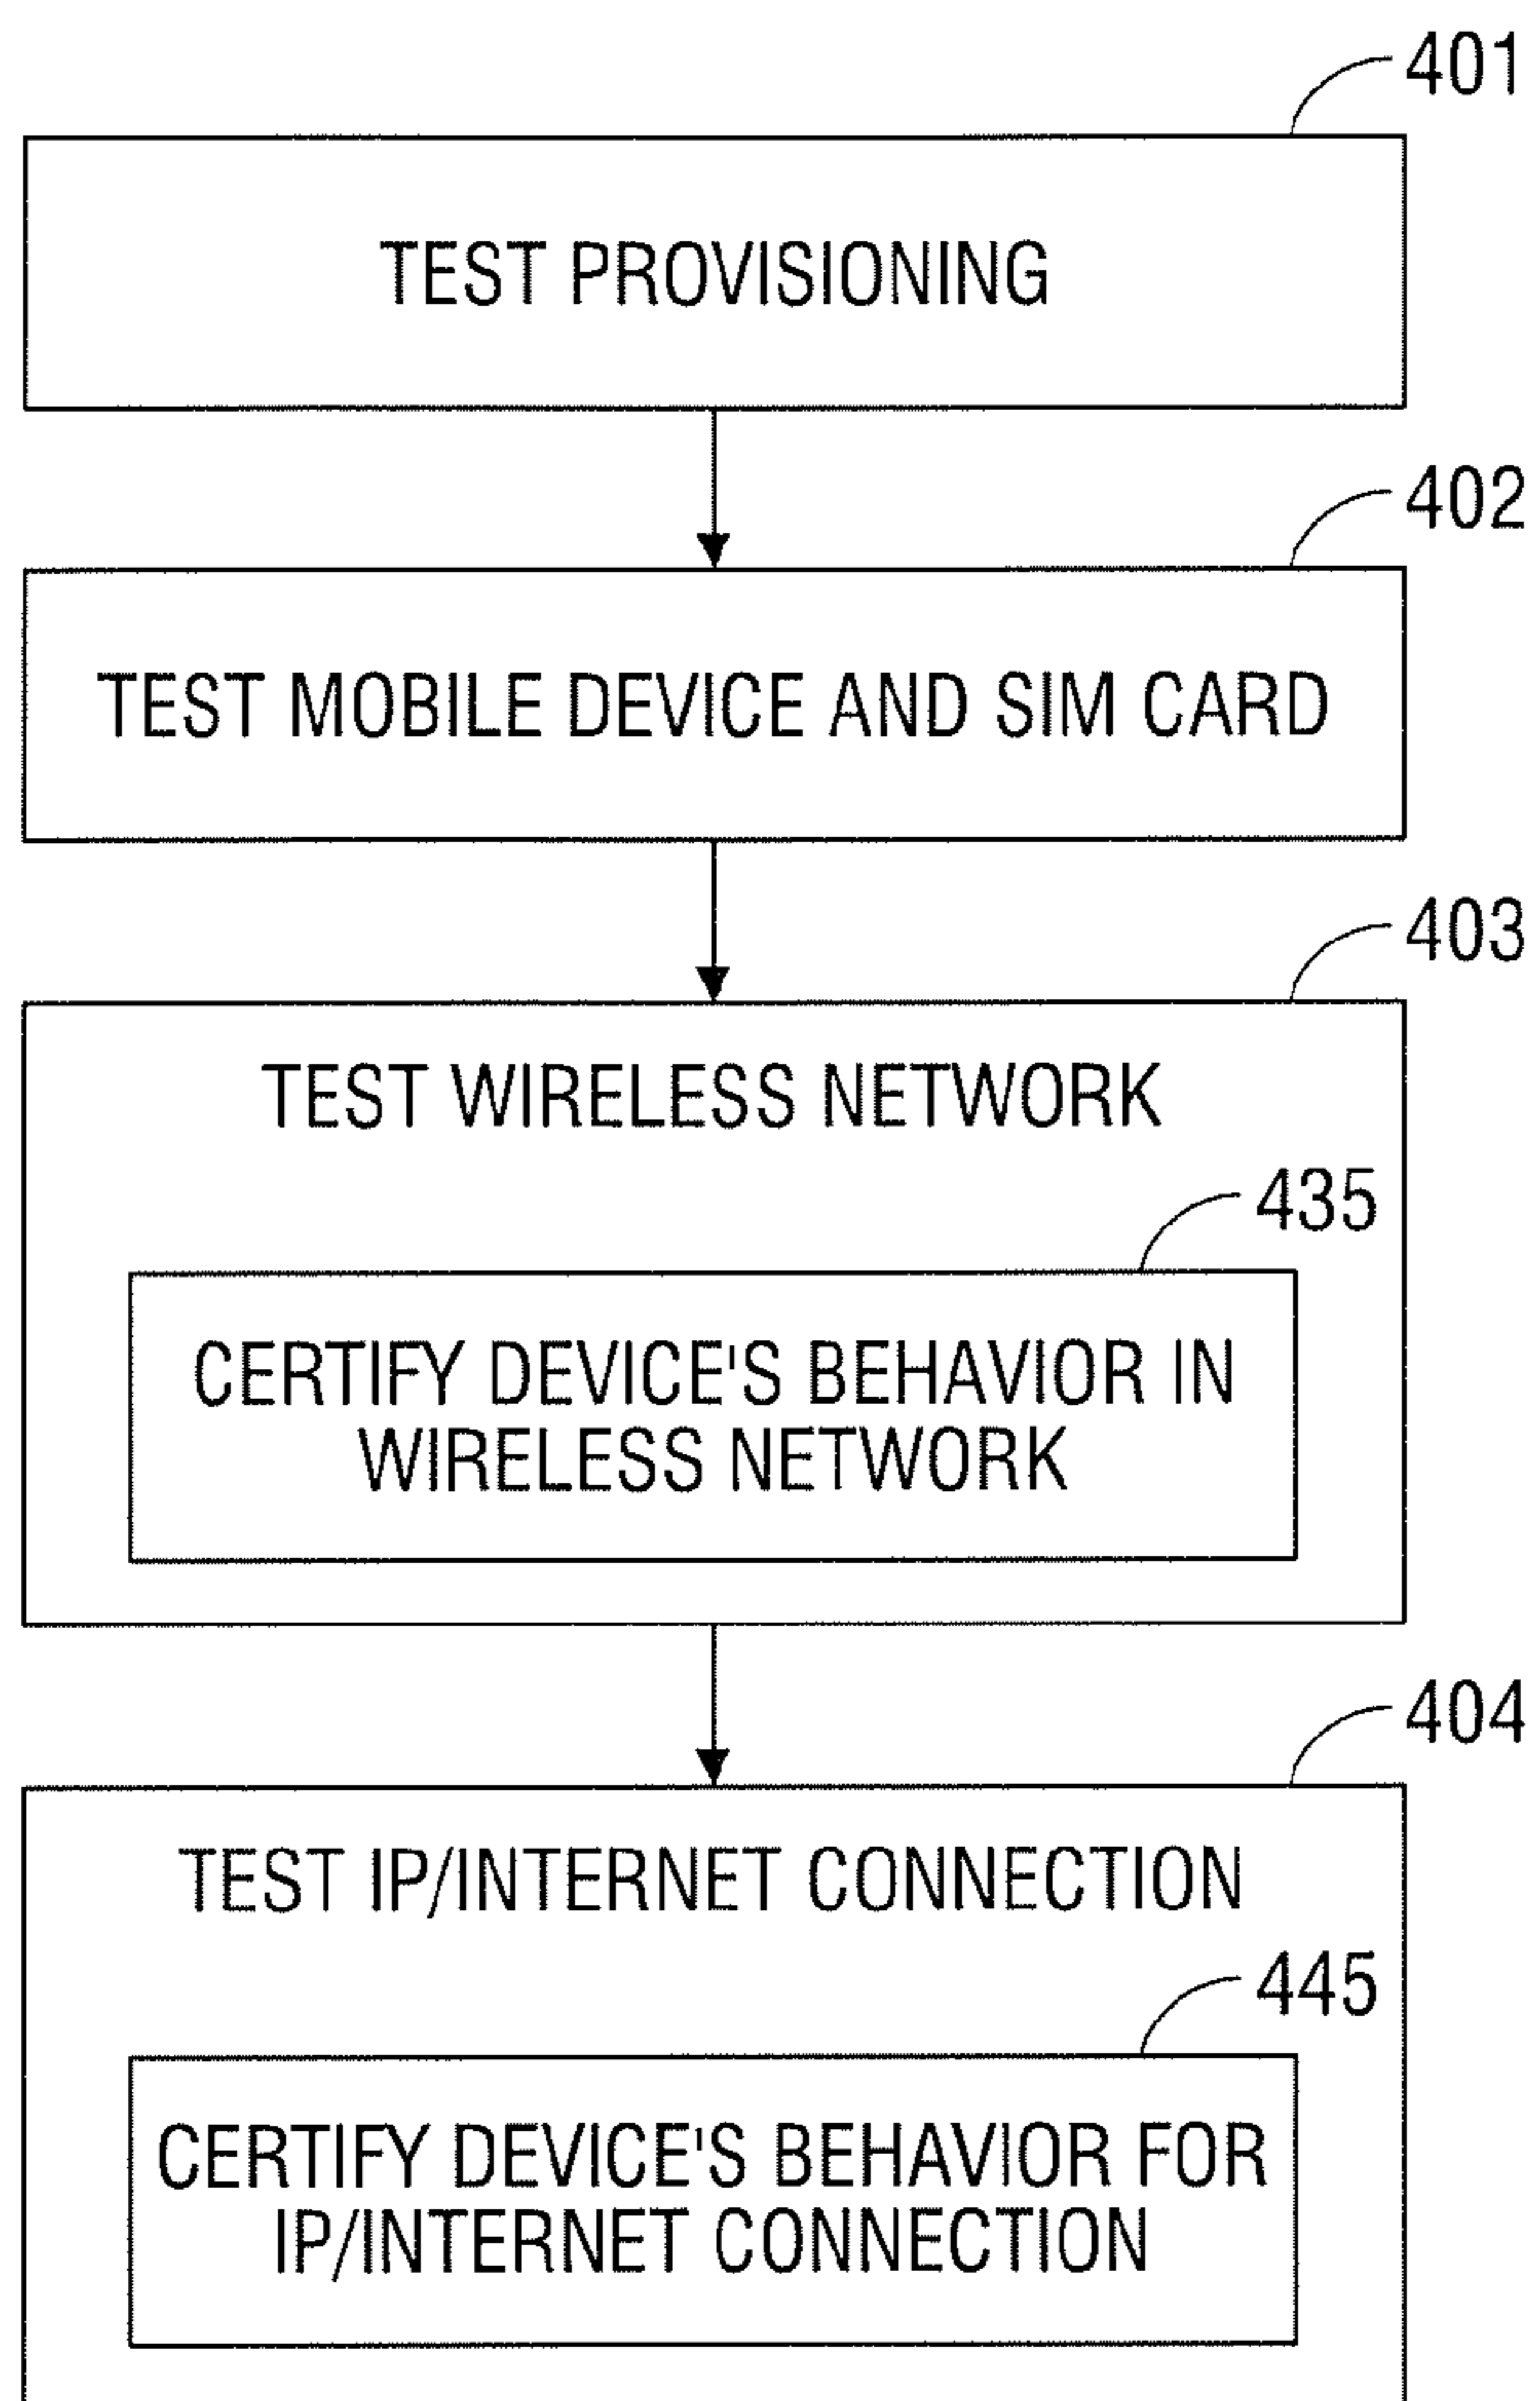 401
TEST PROVISIONING
402
TEST MOBILE DEVICE AND SIM CARD
403
TEST WIRELESS NETWORK
435
CERTIFY DEVICE'S BEHAVIOR IN
WIRELESS NETWORK
404
TEST IP/INTERNET CONNECTION
445
CERTIFY DEVICE'S BEHAVIOR FOR
IP/INTERNET CONNECTION